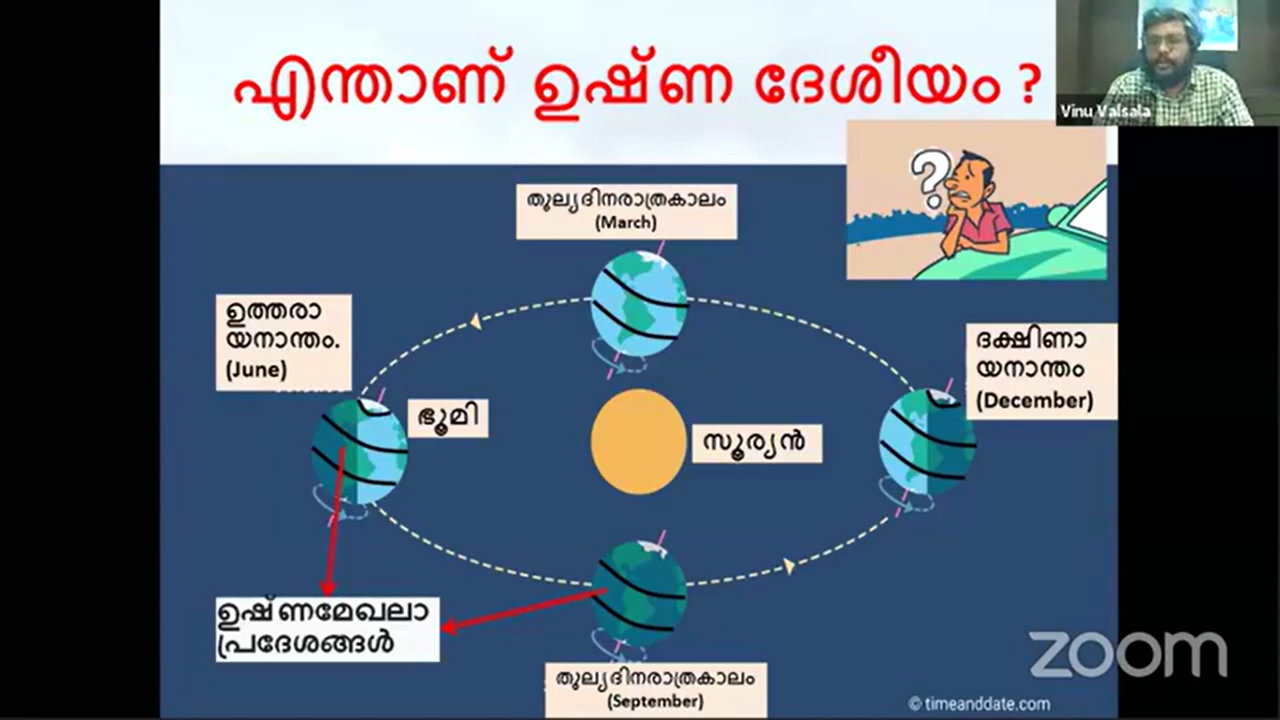 എന്താണ് ഉഷ്ണ ദേശീയം ?
Vinu Valsala
?
തുല്യദിനരാത്രകാലം
(March)
ഉത്തരാ
യനാന്തം.
(June)
ദക്ഷിണാ
യനാന്തം
(December)
ഭൂമി
സൂര്യൻ
ഉഷ്ണമേഖലാ
പ്രദേശങ്ങൾ
തുല്യദിനരാത്രകാലം
(September)
zoom
© timeanddate.com